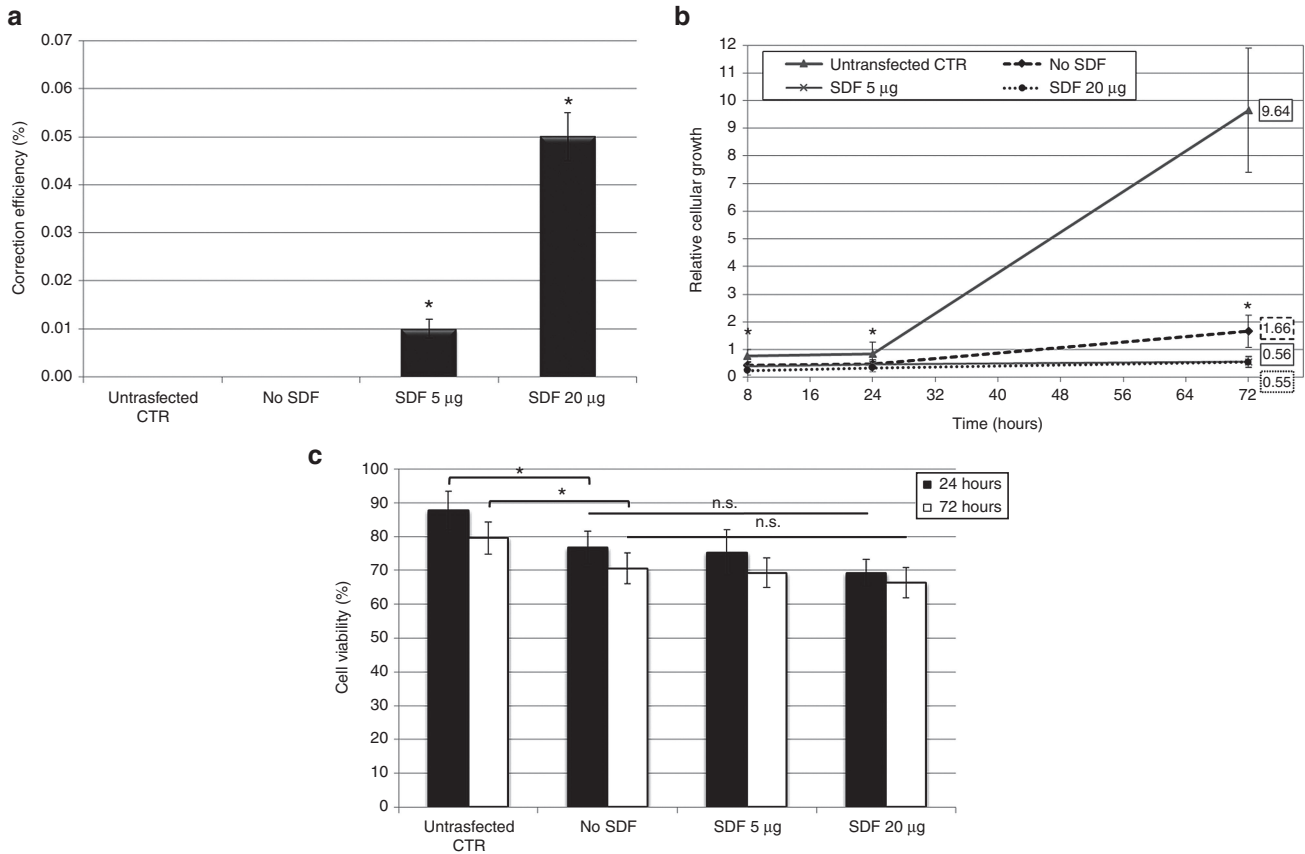 a
0.07
0.06
0.05
0.04
0.03
0.02
0.01
0.00
Correction efficiency (%)
*
*
Untrasfected
CTR
No SDF
SDF 5 μg
SDF 20 μg
b
12
11
10
9
8
7
6
5
4
3
2
1
0
Relative cellular growth
Untransfected CTR
No SDF
SDF 5 μg
SDF 20 μg
9.64
1.66
0.56
0.55
*
*
*
8
16
24
32
40
48
56
64
72
Time (hours)
c
100
90
80
70
60
50
40
30
20
10
0
Cell viability (%)
*
*
n.s.
n.s.
24 hours
72 hours
Untrasfected
CTR
No SDF
SDF 5 μg
SDF 20 μg